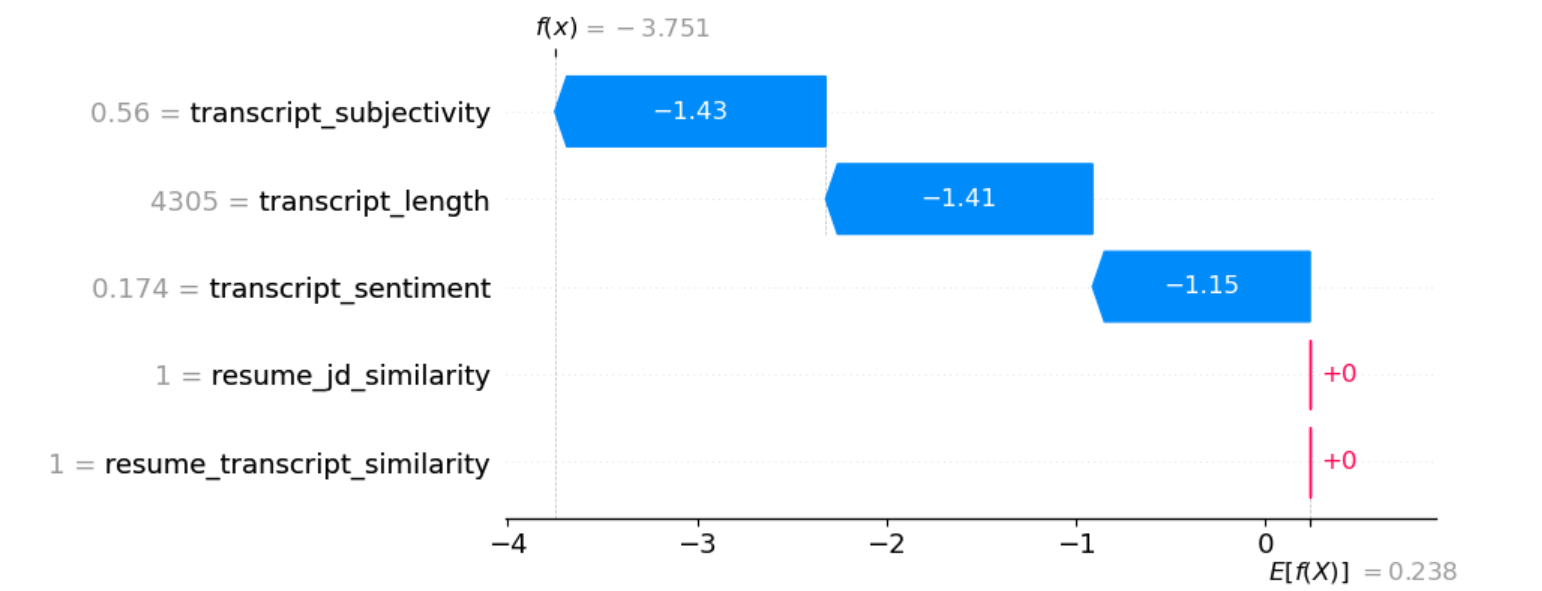 f(x) = − 3.751
0.56 = transcript_subjectivity
−1.43
4305 = transcript_length
−1.41
0.174 = transcript_sentiment
−1.15
1 = resume_jd_similarity
+0
1 = resume_transcript_similarity
+0
−4 −3 −2 −1 0
E[f(X)] = 0.238